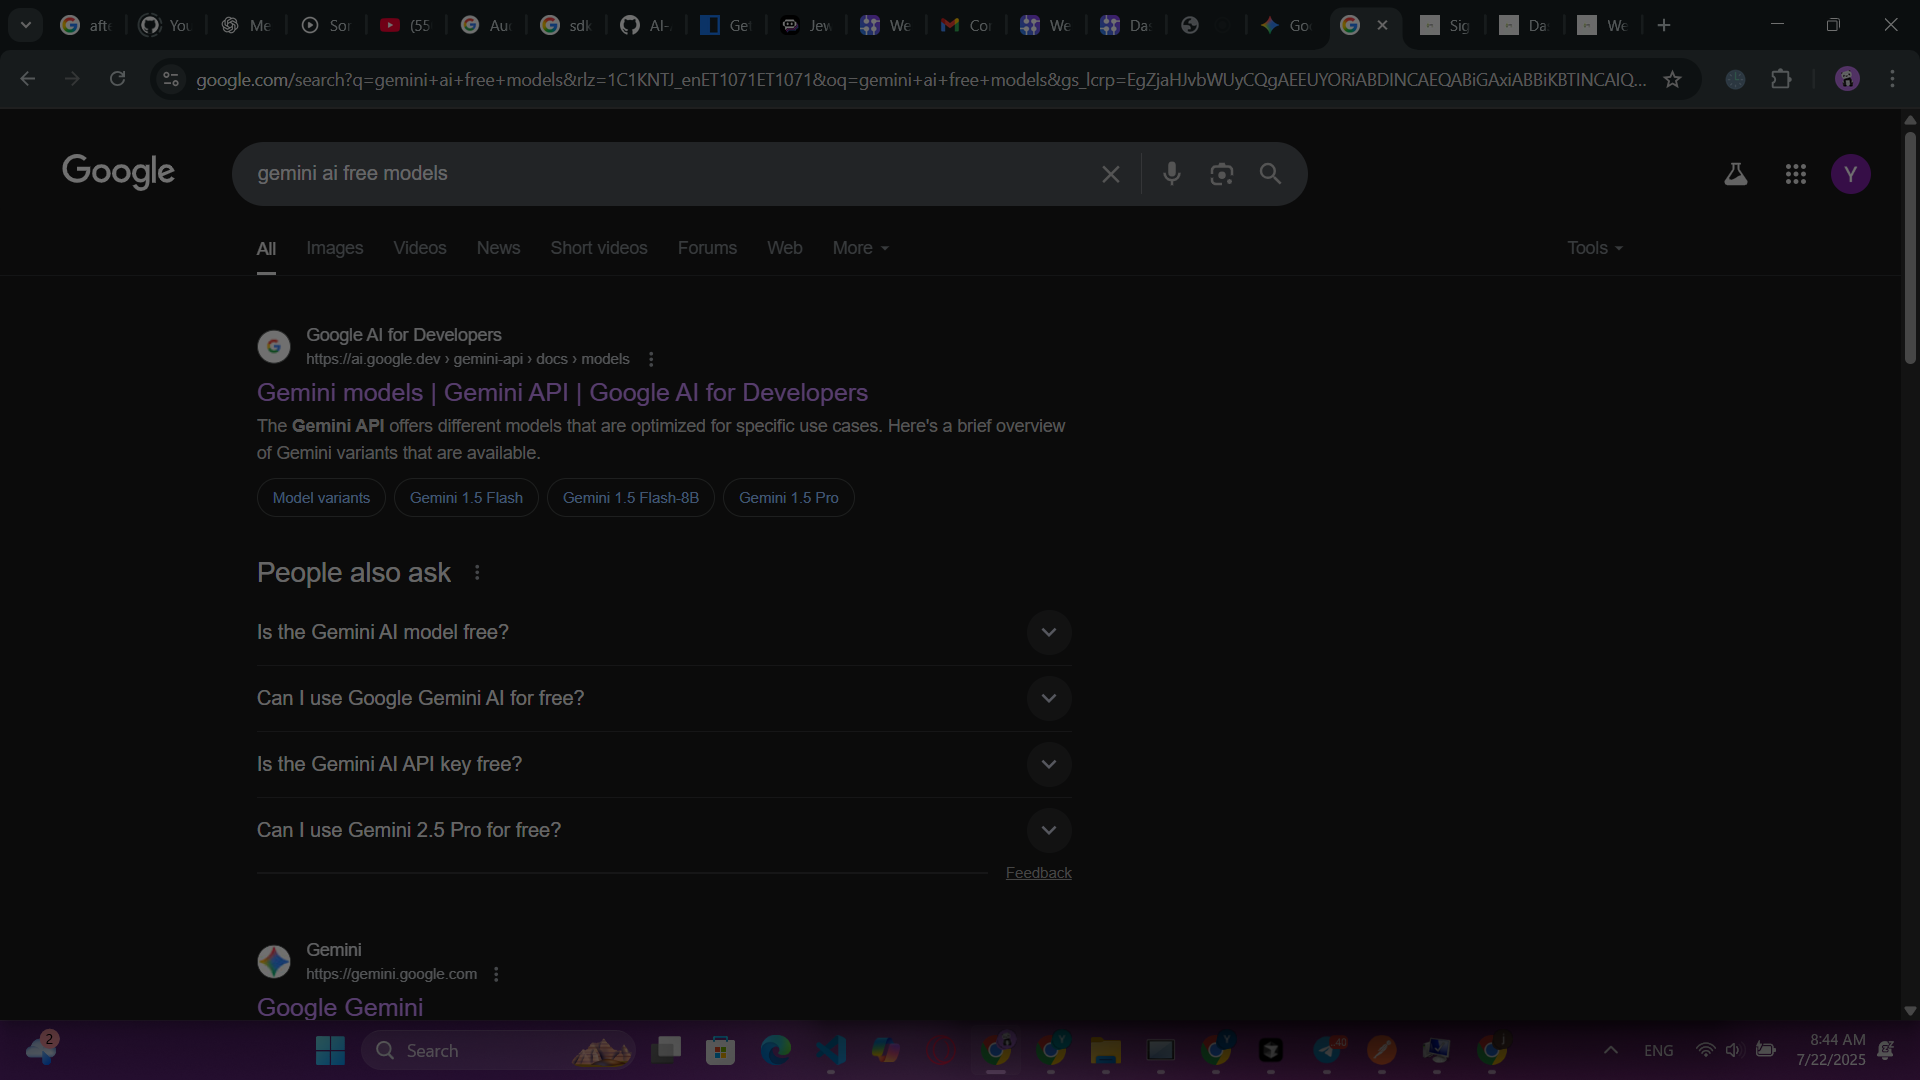 afte
You
Me
Sor
(55
Aud
sdk
AI-
Get
Jew
We
Cor
We
Das
Goo
Sig
Da
We
google.com/search?q=gemini+ai+free+models&rlz=1C1KNTJ_enET1071ET1071&oq=gemini+ai+free+models&gs_lcrp=EgZjaHJvbWUyCQgAEEUYORiABDINCAEQABiGAxiABBiKBTINCAIQ...
Google
gemini ai free models
Y
All
Images
Videos
News
Short videos
Forums
Web
More
Tools
Google AI for Developers
https://ai.google.dev › gemini-api › docs › models
Gemini models | Gemini API | Google AI for Developers
The Gemini API offers different models that are optimized for specific use cases. Here's a brief overview
of Gemini variants that are available.
Model variants
Gemini 1.5 Flash
Gemini 1.5 Flash-8B
Gemini 1.5 Pro
People also ask
Is the Gemini AI model free?
Can I use Google Gemini AI for free?
Is the Gemini AI API key free?
Can I use Gemini 2.5 Pro for free?
Feedback
Gemini
https://gemini.google.com
Google Gemini
2
Search
40
ENG
8:44 AM
7/22/2025